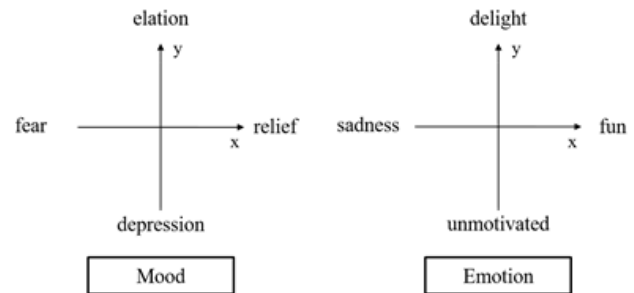 elation
y
fear
relief
x
depression
Mood
delight
y
sadness
fun
x
unmotivated
Emotion